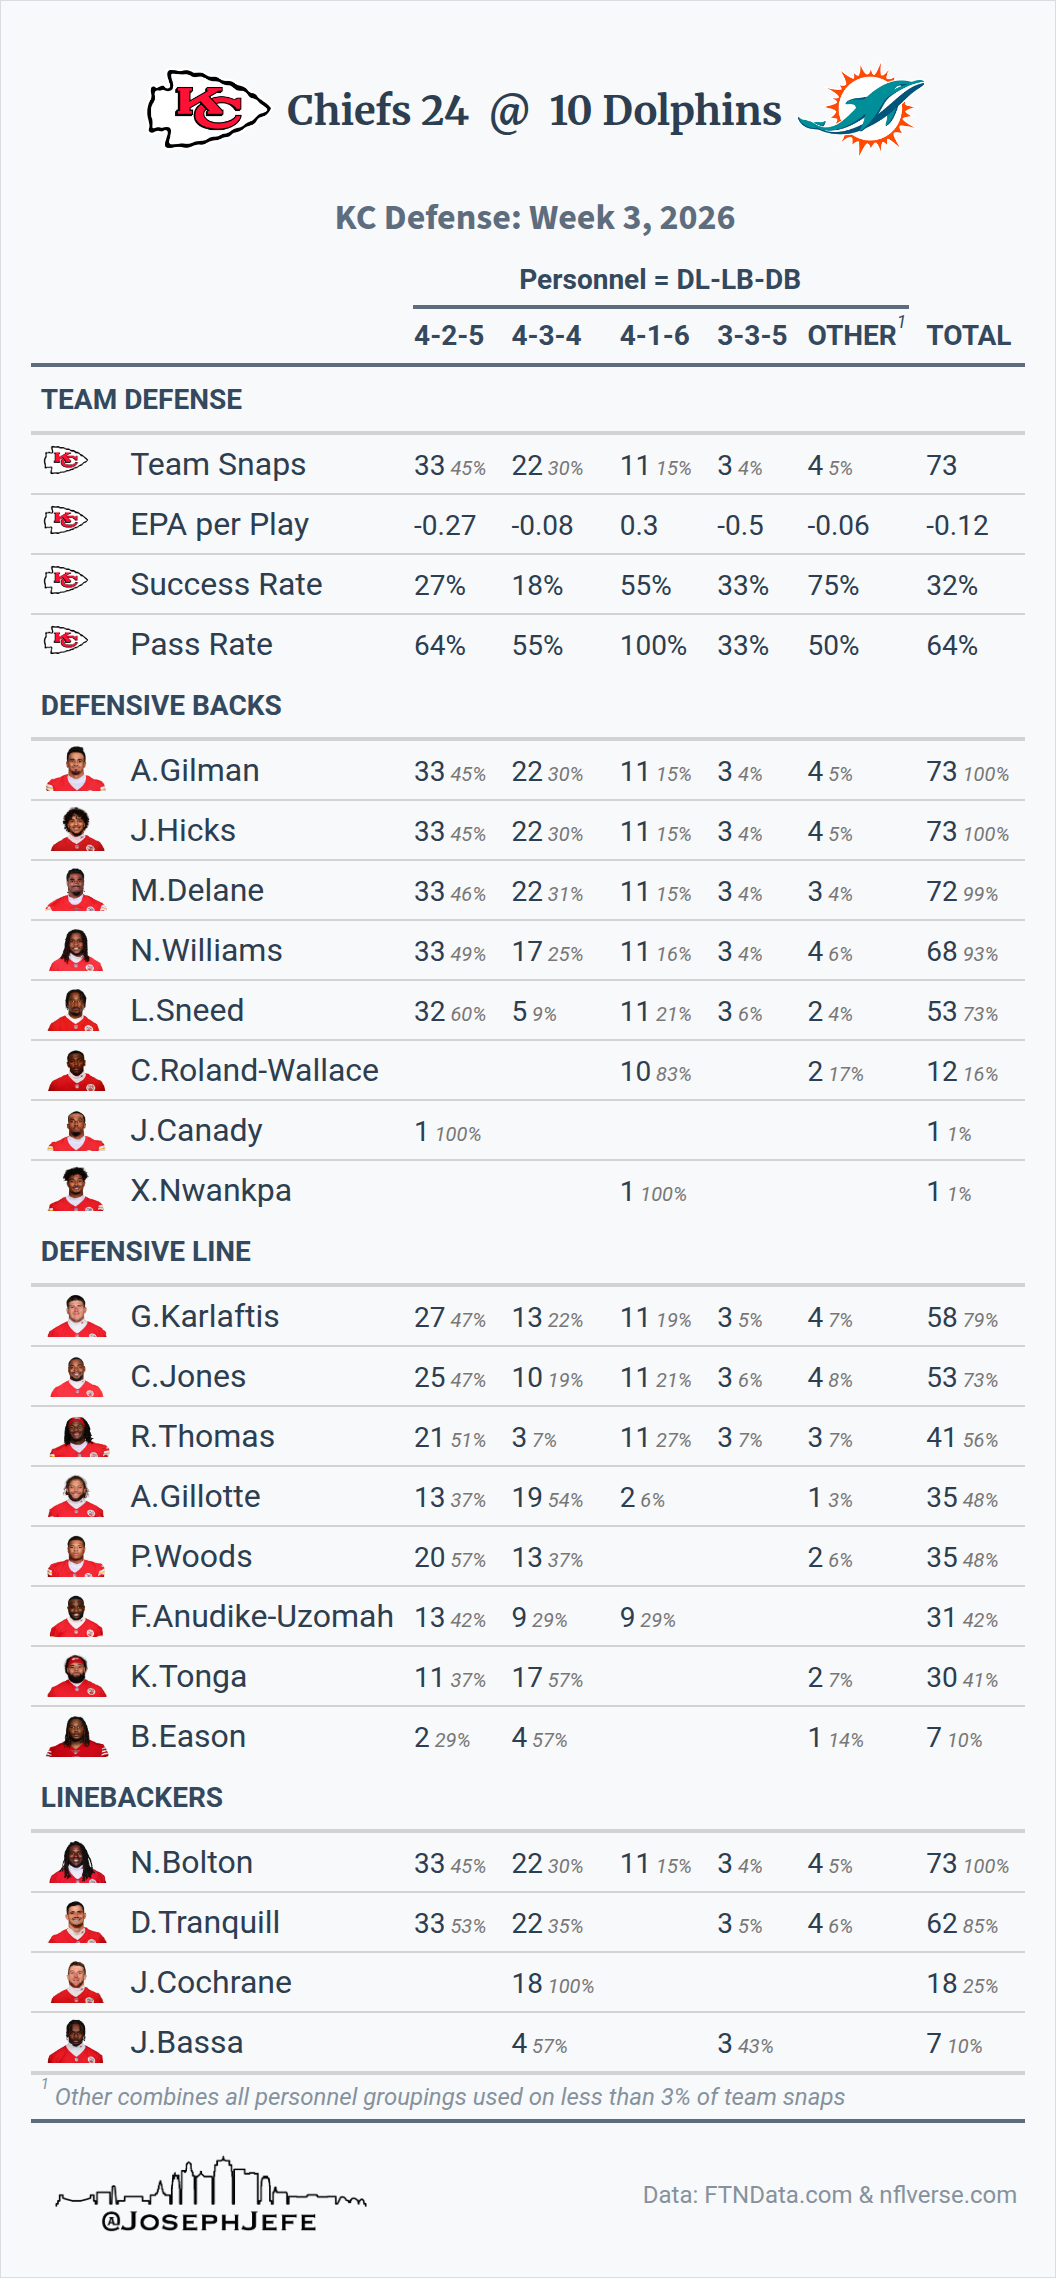 Chiefs 24 @ 10 Dolphins
KC Defense: Week 3, 2026
Personnel = DL-LB-DB
4-2-5 4-3-4 4-1-6 3-3-5 OTHER1 TOTAL
TEAM DEFENSE
KC Team Snaps 33 45% 22 30% 11 15% 3 4% 4 5% 73
KC EPA per Play -0.27 -0.08 0.3 -0.5 -0.06 -0.12
KC Success Rate 27% 18% 55% 33% 75% 32%
KC Pass Rate 64% 55% 100% 33% 50% 64%
DEFENSIVE BACKS
A.Gilman 33 45% 22 30% 11 15% 3 4% 4 5% 73 100%
J.Hicks 33 45% 22 30% 11 15% 3 4% 4 5% 73 100%
M.Delane 33 46% 22 31% 11 15% 3 4% 3 4% 72 99%
N.Williams 33 49% 17 25% 11 16% 3 4% 4 6% 68 93%
L.Sneed 32 60% 5 9% 11 21% 3 6% 2 4% 53 73%
C.Roland-Wallace 10 83% 2 17% 12 16%
J.Canady 1 100% 1 1%
X.Nwankpa 1 100% 1 1%
DEFENSIVE LINE
G.Karlaftis 27 47% 13 22% 11 19% 3 5% 4 7% 58 79%
C.Jones 25 47% 10 19% 11 21% 3 6% 4 8% 53 73%
R.Thomas 21 51% 3 7% 11 27% 3 7% 3 7% 41 56%
A.Gillotte 13 37% 19 54% 2 6% 1 3% 35 48%
P.Woods 20 57% 13 37% 2 6% 35 48%
F.Anudike-Uzomah 13 42% 9 29% 9 29% 31 42%
K.Tonga 11 37% 17 57% 2 7% 30 41%
B.Eason 2 29% 4 57% 1 14% 7 10%
LINEBACKERS
N.Bolton 33 45% 22 30% 11 15% 3 4% 4 5% 73 100%
D.Tranquill 33 53% 22 35% 3 5% 4 6% 62 85%
J.Cochrane 18 100% 18 25%
J.Bassa 4 57% 3 43% 7 10%
1 Other combines all personnel groupings used on less than 3% of team snaps
@JOSEPHJEFE
Data: FTNData.com & nflverse.com